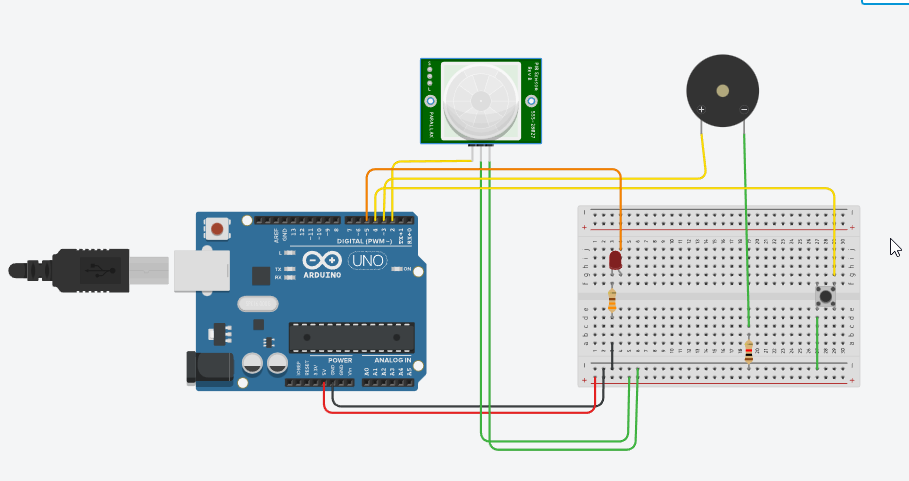 PIR Sensor
Rev B
PARALLAX
555-28027
+
−
AREF
GND
13
12
~11
~10
~9
8
7
~6
~5
4
~3
2
TX→1
RX←0
DIGITAL (PWM~)
L
TX
RX
ARDUINO
UNO
ON
POWER
ANALOG IN
IOREF
RESET
3.3V
5V
GND
GND
Vin
A0
A1
A2
A3
A4
A5